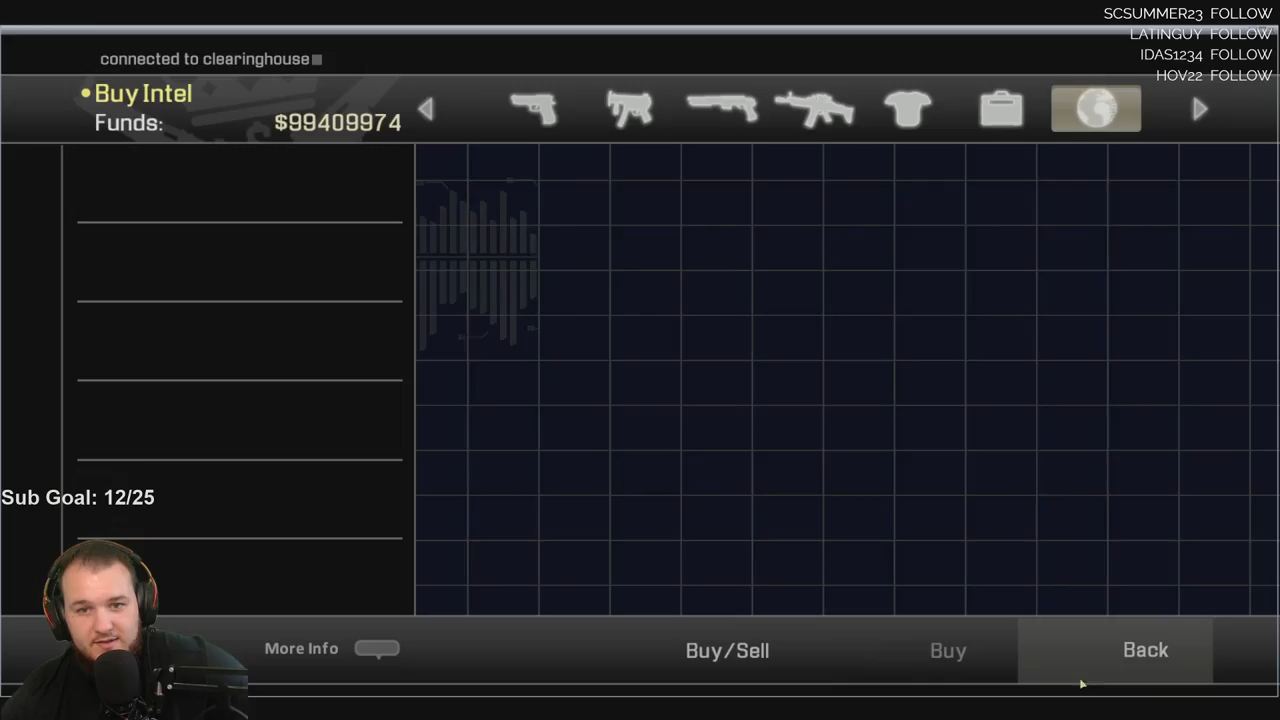 SCSUMMER23 FOLLOW
LATINGUY FOLLOW
IDAS1234 FOLLOW
HOV22 FOLLOW
connected to clearinghouse
Buy Intel
Funds: $99409974
Sub Goal: 12/25
More Info
Buy/Sell
Buy
Back